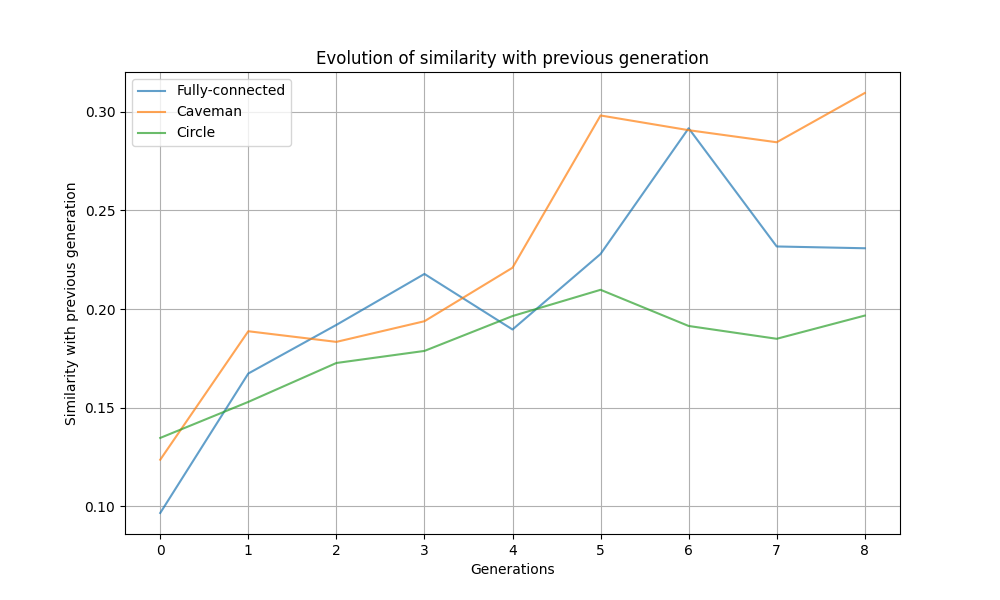 Evolution of similarity with previous generation
Fully-connected
Caveman
Circle
Similarity with previous generation
0.30
0.25
0.20
0.15
0.10
0 1 2 3 4 5 6 7 8
Generations